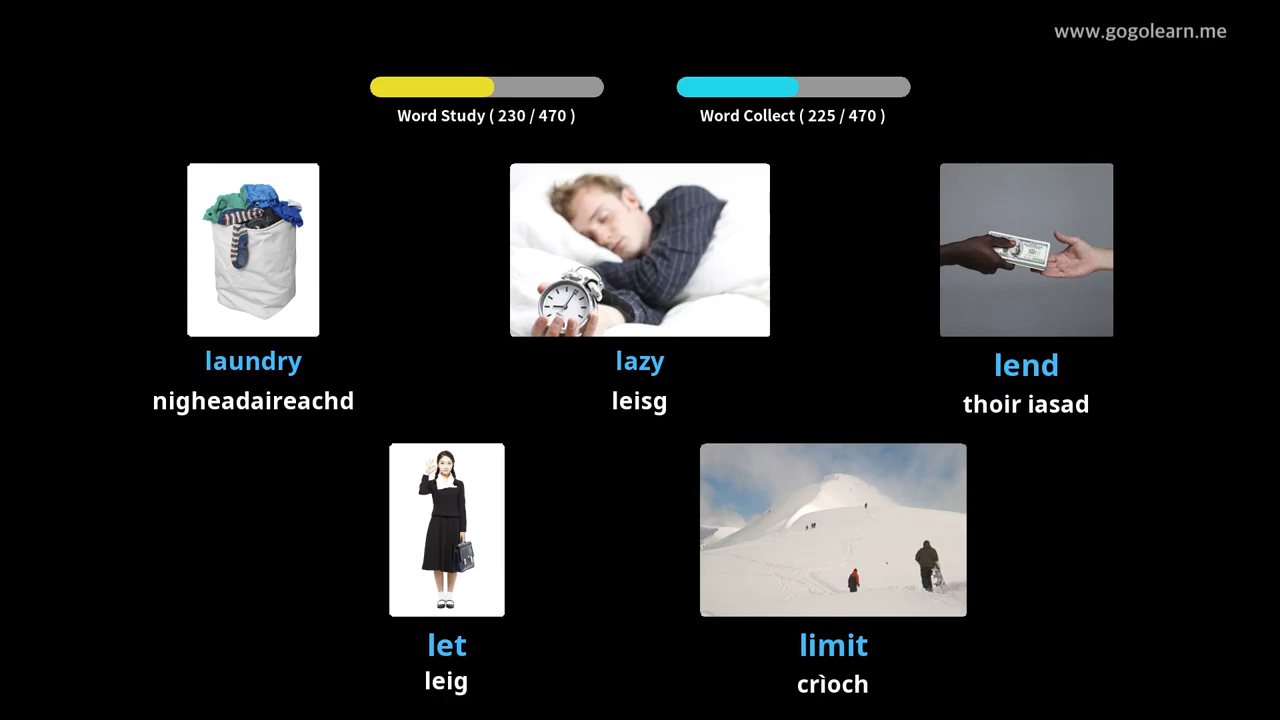 www.gogolearn.me
Word Study ( 230 / 470 )
Word Collect ( 225 / 470 )
laundry
nigheadaireachd
lazy
leisg
lend
thoir iasad
let
leig
limit
crìoch